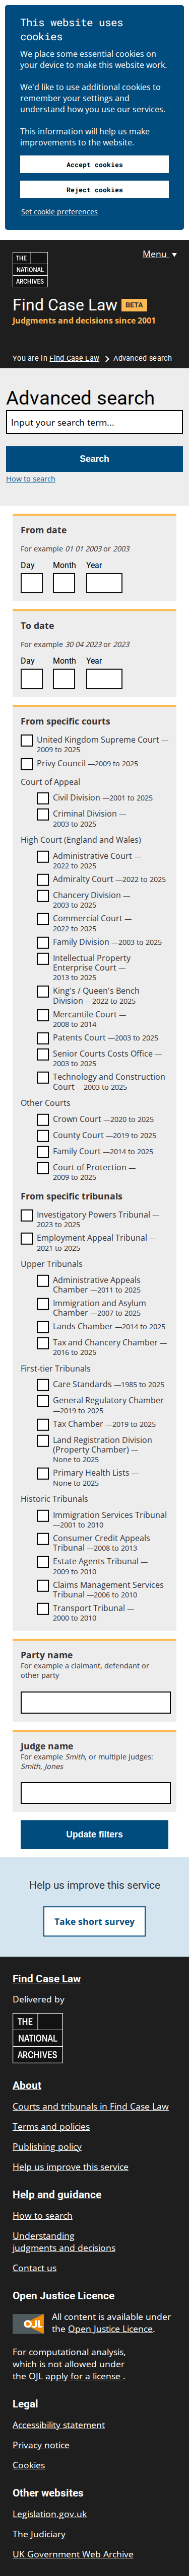 This website uses
cookies
We place some essential cookies on
your device to make this website work.
We'd like to use additional cookies to
remember your settings and
understand how you use our services.
This information will help us make
improvements to the website.
Accept cookies
Reject cookies
Set cookie preferences
THE
NATIONAL
ARCHIVES
Menu
Find Case Law BETA
Judgments and decisions since 2001
You are in Find Case Law > Advanced search
Advanced search
Input your search term...
Search
How to search
From date
For example 01 01 2003 or 2003
Day Month Year
To date
For example 30 04 2023 or 2023
Day Month Year
From specific courts
United Kingdom Supreme Court —
2009 to 2025
Privy Council —2009 to 2025
Court of Appeal
Civil Division —2001 to 2025
Criminal Division —
2003 to 2025
High Court (England and Wales)
Administrative Court —
2022 to 2025
Admiralty Court —2022 to 2025
Chancery Division —
2003 to 2025
Commercial Court —
2022 to 2025
Family Division —2003 to 2025
Intellectual Property
Enterprise Court —
2013 to 2025
King's / Queen's Bench
Division —2022 to 2025
Mercantile Court —
2008 to 2014
Patents Court —2003 to 2025
Senior Courts Costs Office —
2003 to 2025
Technology and Construction
Court —2003 to 2025
Other Courts
Crown Court —2020 to 2025
County Court —2019 to 2025
Family Court —2014 to 2025
Court of Protection —
2009 to 2025
From specific tribunals
Investigatory Powers Tribunal —
2023 to 2025
Employment Appeal Tribunal —
2021 to 2025
Upper Tribunals
Administrative Appeals
Chamber —2011 to 2025
Immigration and Asylum
Chamber —2007 to 2025
Lands Chamber —2014 to 2025
Tax and Chancery Chamber —
2016 to 2025
First-tier Tribunals
Care Standards —1985 to 2025
General Regulatory Chamber
—2019 to 2025
Tax Chamber —2019 to 2025
Land Registration Division
(Property Chamber) —
None to 2025
Primary Health Lists —
None to 2025
Historic Tribunals
Immigration Services Tribunal
—2001 to 2010
Consumer Credit Appeals
Tribunal —2008 to 2013
Estate Agents Tribunal —
2009 to 2010
Claims Management Services
Tribunal —2006 to 2010
Transport Tribunal —
2000 to 2010
Party name
For example a claimant, defendant or
other party
Judge name
For example Smith, or multiple judges:
Smith, Jones
Update filters
Help us improve this service
Take short survey
Find Case Law
Delivered by
THE
NATIONAL
ARCHIVES
About
Courts and tribunals in Find Case Law
Terms and policies
Publishing policy
Help us improve this service
Help and guidance
How to search
Understanding
judgments and decisions
Contact us
Open Justice Licence
OJL
All content is available under
the Open Justice Licence.
For computational analysis,
which is not allowed under
the OJL apply for a license .
Legal
Accessibility statement
Privacy notice
Cookies
Other websites
Legislation.gov.uk
The Judiciary
UK Government Web Archive